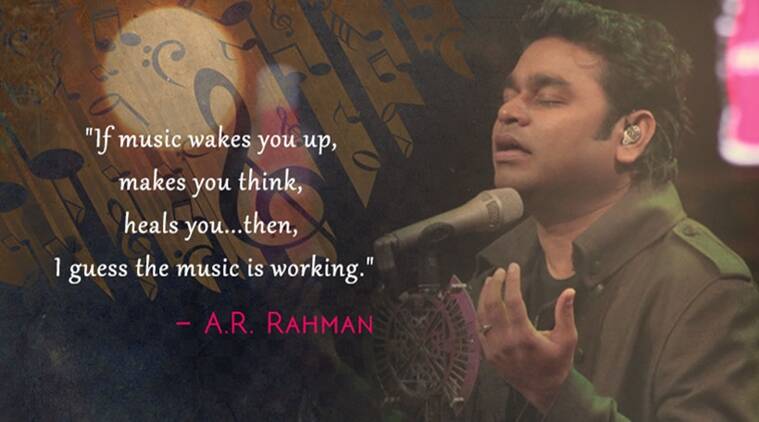 "If music wakes you up,
makes you think,
heals you...then,
I guess the music is working."
– A.R. RAHMAN